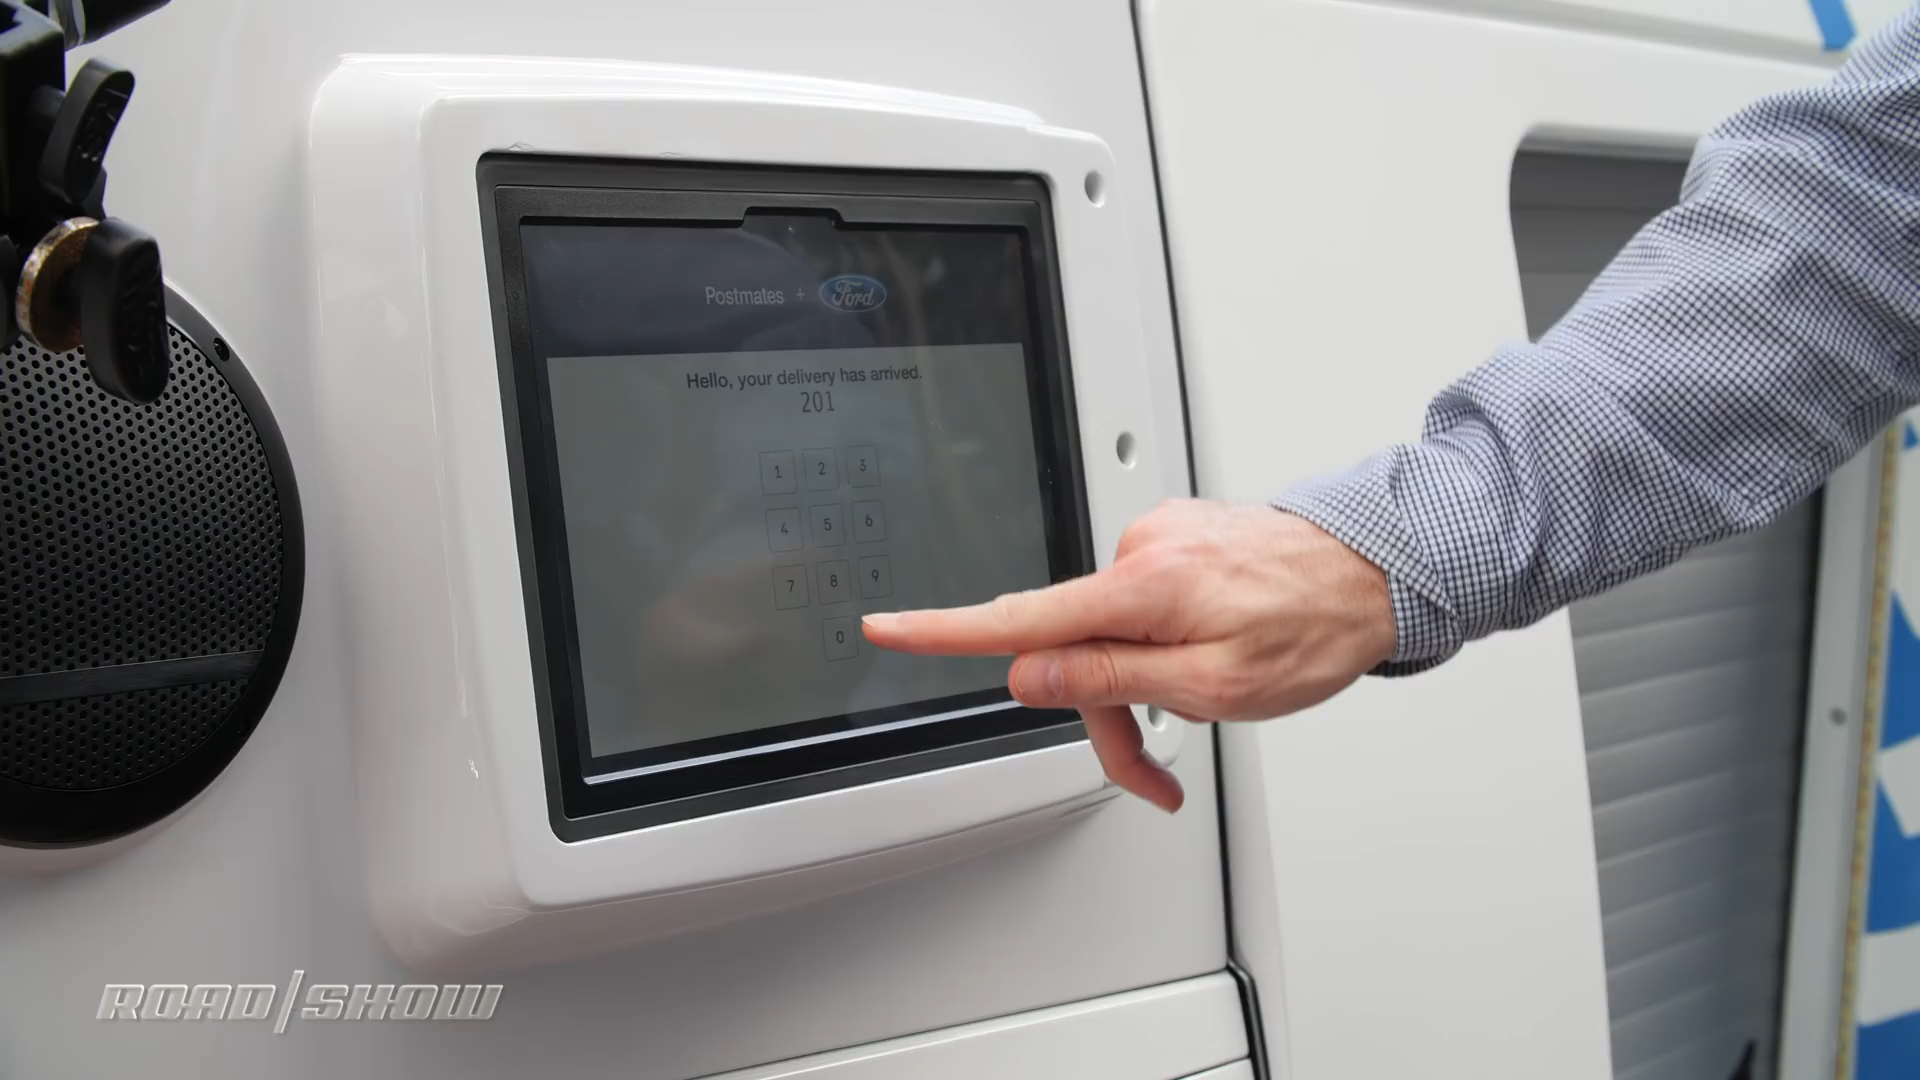 Postmates + Ford
Hello, your delivery has arrived.
201
1 2 3
4 5 6
7 8 9
0
ROAD/SHOW